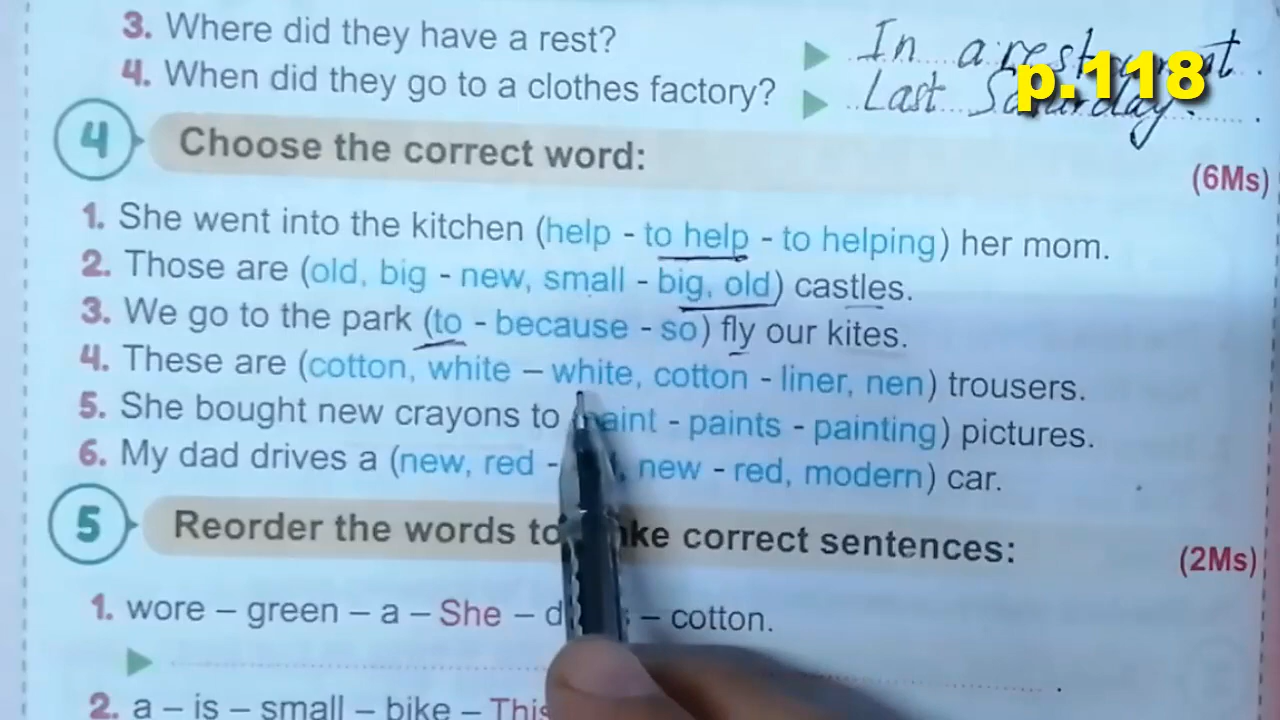 3. Where did they have a rest? In a
p.118
4. When did they go to a clothes factory? Last Saturday.
4 Choose the correct word: (6Ms)
1. She went into the kitchen (help - to help - to helping) her mom.
2. Those are (old, big - new, small - big, old) castles.
3. We go to the park (to - because - so) fly our kites.
4. These are (cotton, white – white, cotton - liner, nen) trousers.
5. She bought new crayons to - paints - painting) pictures.
6. My dad drives a (new, red - new - red, modern) car.
5 Reorder the words to correct sentences: (2Ms)
1. wore – green – a – She – – cotton.
2. a – is – small – bike – This